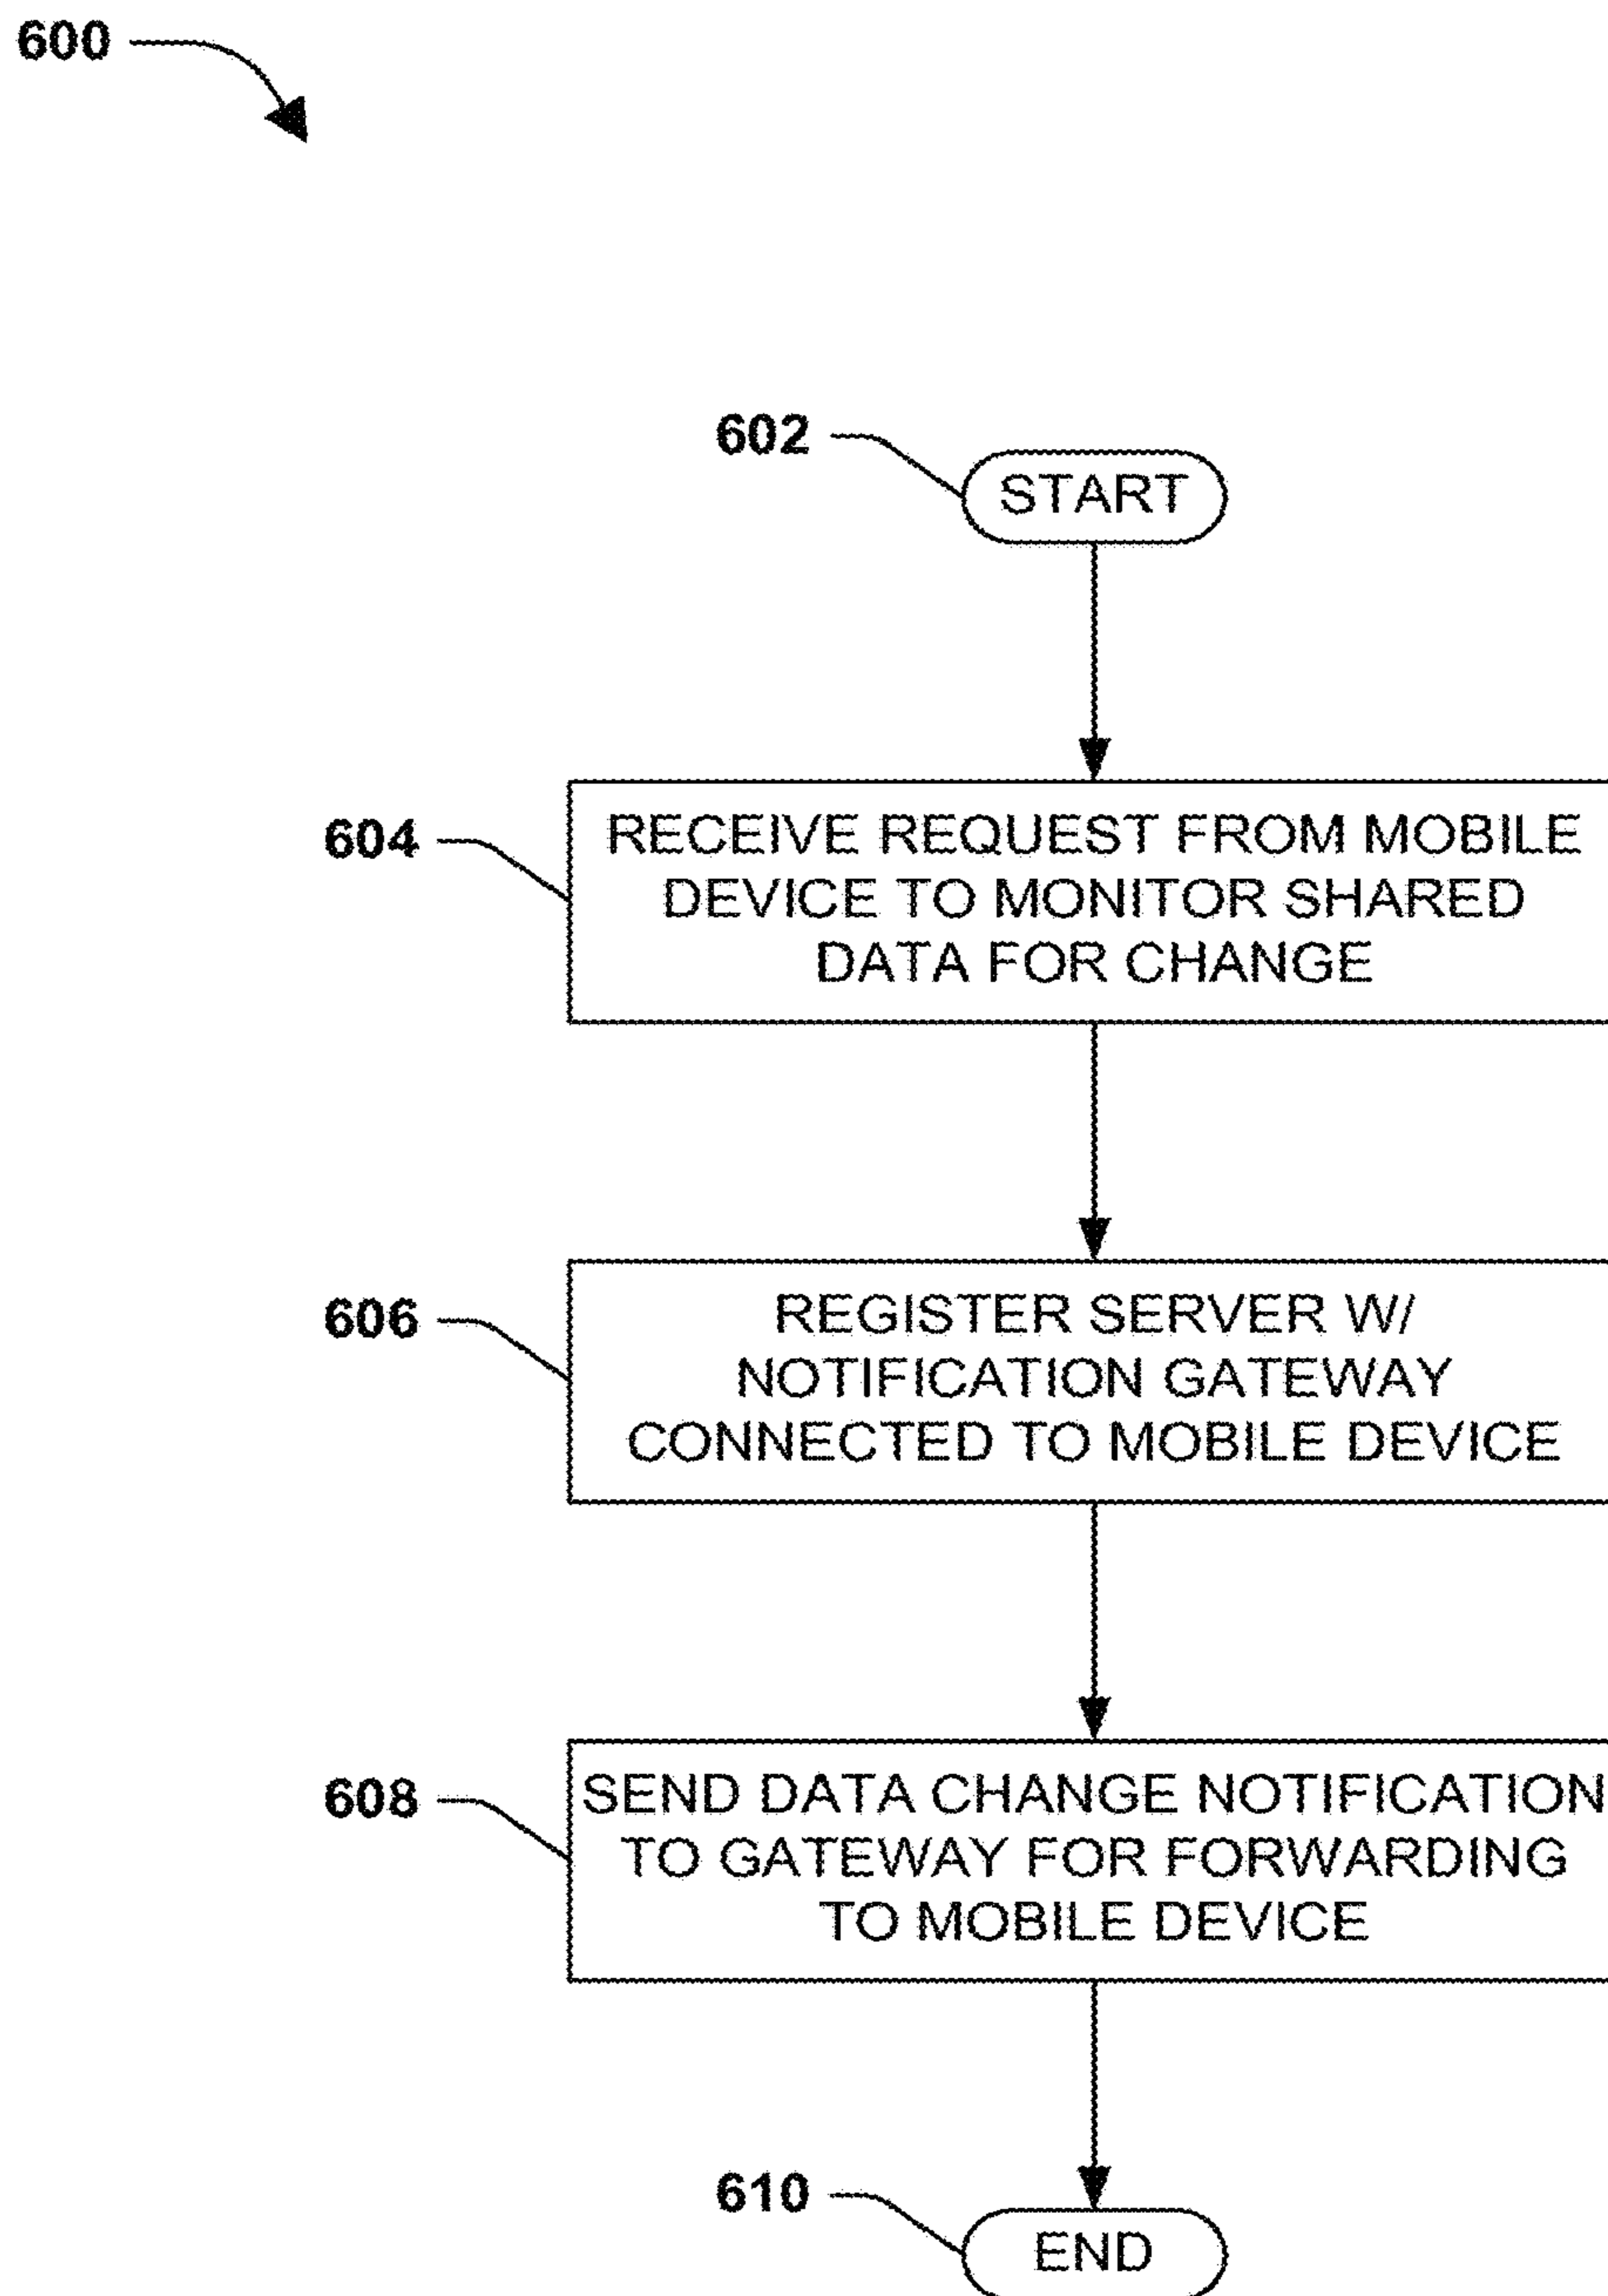 600
602
START
604
RECEIVE REQUEST FROM MOBILE
DEVICE TO MONITOR SHARED
DATA FOR CHANGE
606
REGISTER SERVER W/
NOTIFICATION GATEWAY
CONNECTED TO MOBILE DEVICE
608
SEND DATA CHANGE NOTIFICATION
TO GATEWAY FOR FORWARDING
TO MOBILE DEVICE
610
END